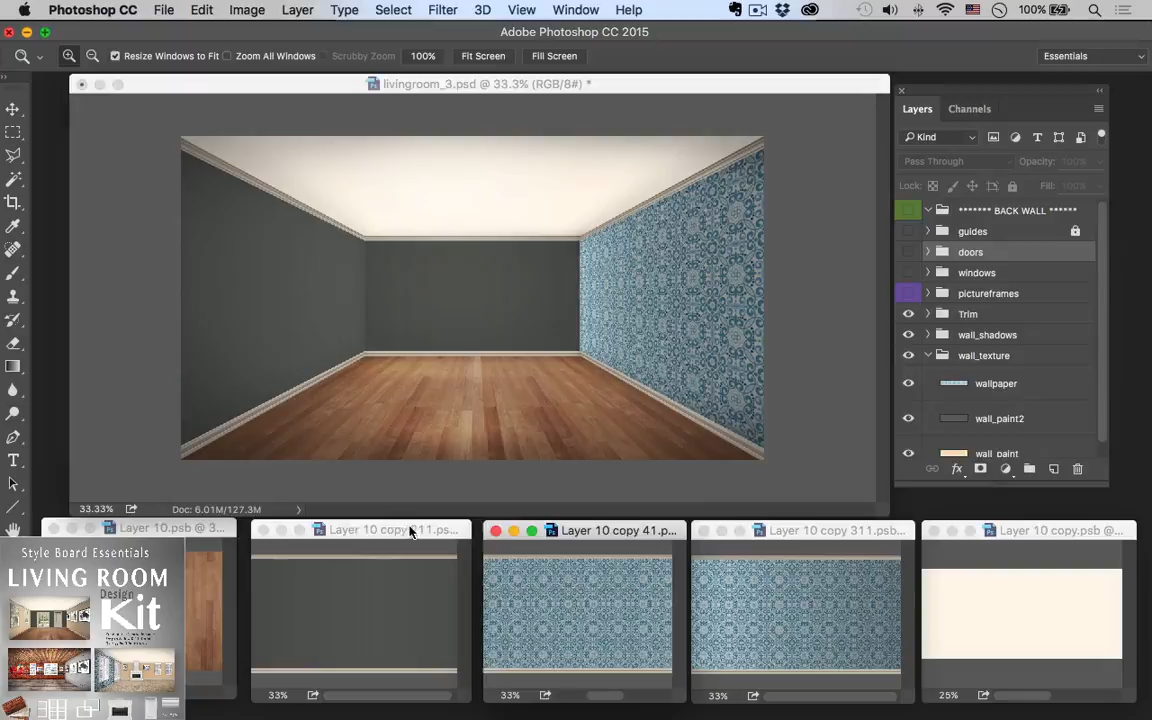 Photoshop CC File Edit Image Layer Type Select Filter 3D View Window Help 100%
Adobe Photoshop CC 2015
Resize Windows to Fit Zoom All Windows Scrubby Zoom 100% Fit Screen Fill Screen Essentials
livingroom_3.psd @ 33.3% (RGB/8#) *
Layers Channels
Kind
Pass Through Opacity: 100%
Lock: Fill: 100%
******* BACK WALL ******
guides
doors
windows
pictureframes
Trim
wall_shadows
wall_texture
wallpaper
wall_paint2
wall_paint
33.33% Doc: 6.01M/127.3M
Layer 10.psb @ 3...
Layer 10 copy 211.ps...
Layer 10 copy 41.p...
Layer 10 copy 311.psb...
Layer 10 copy.psb @...
Style Board Essentials
LIVING ROOM
Design
Kit
33% 33% 33% 25%